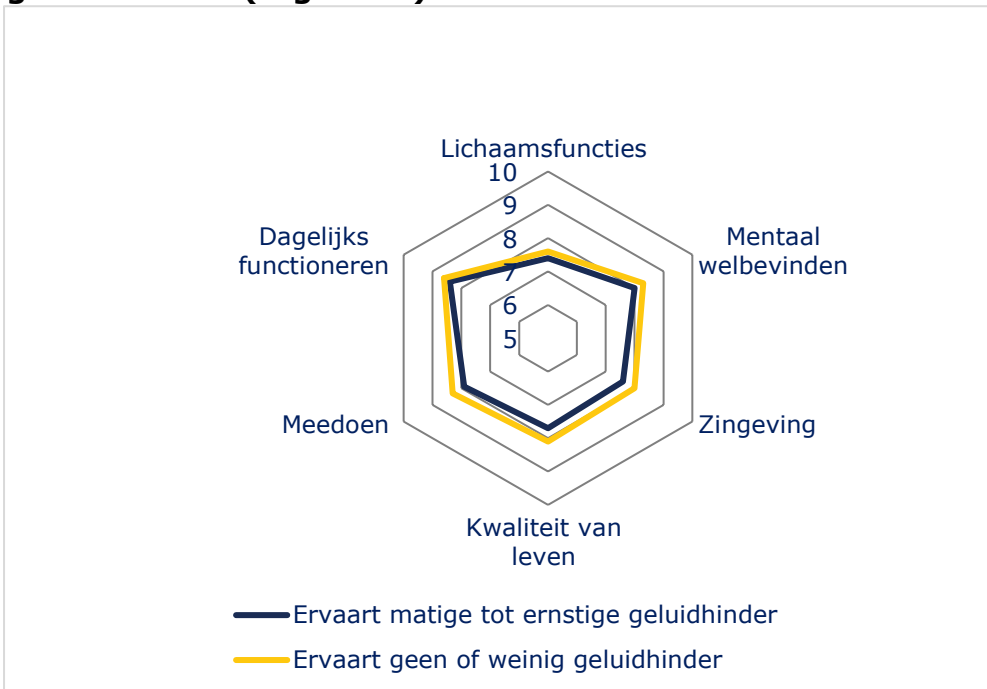 Lichaamsfuncties
10
9
8
7
6
5
Mentaal
welbevinden
Zingeving
Kwaliteit van
leven
Meedoen
Dagelijks
functioneren
Ervaart matige tot ernstige geluidhinder
Ervaart geen of weinig geluidhinder